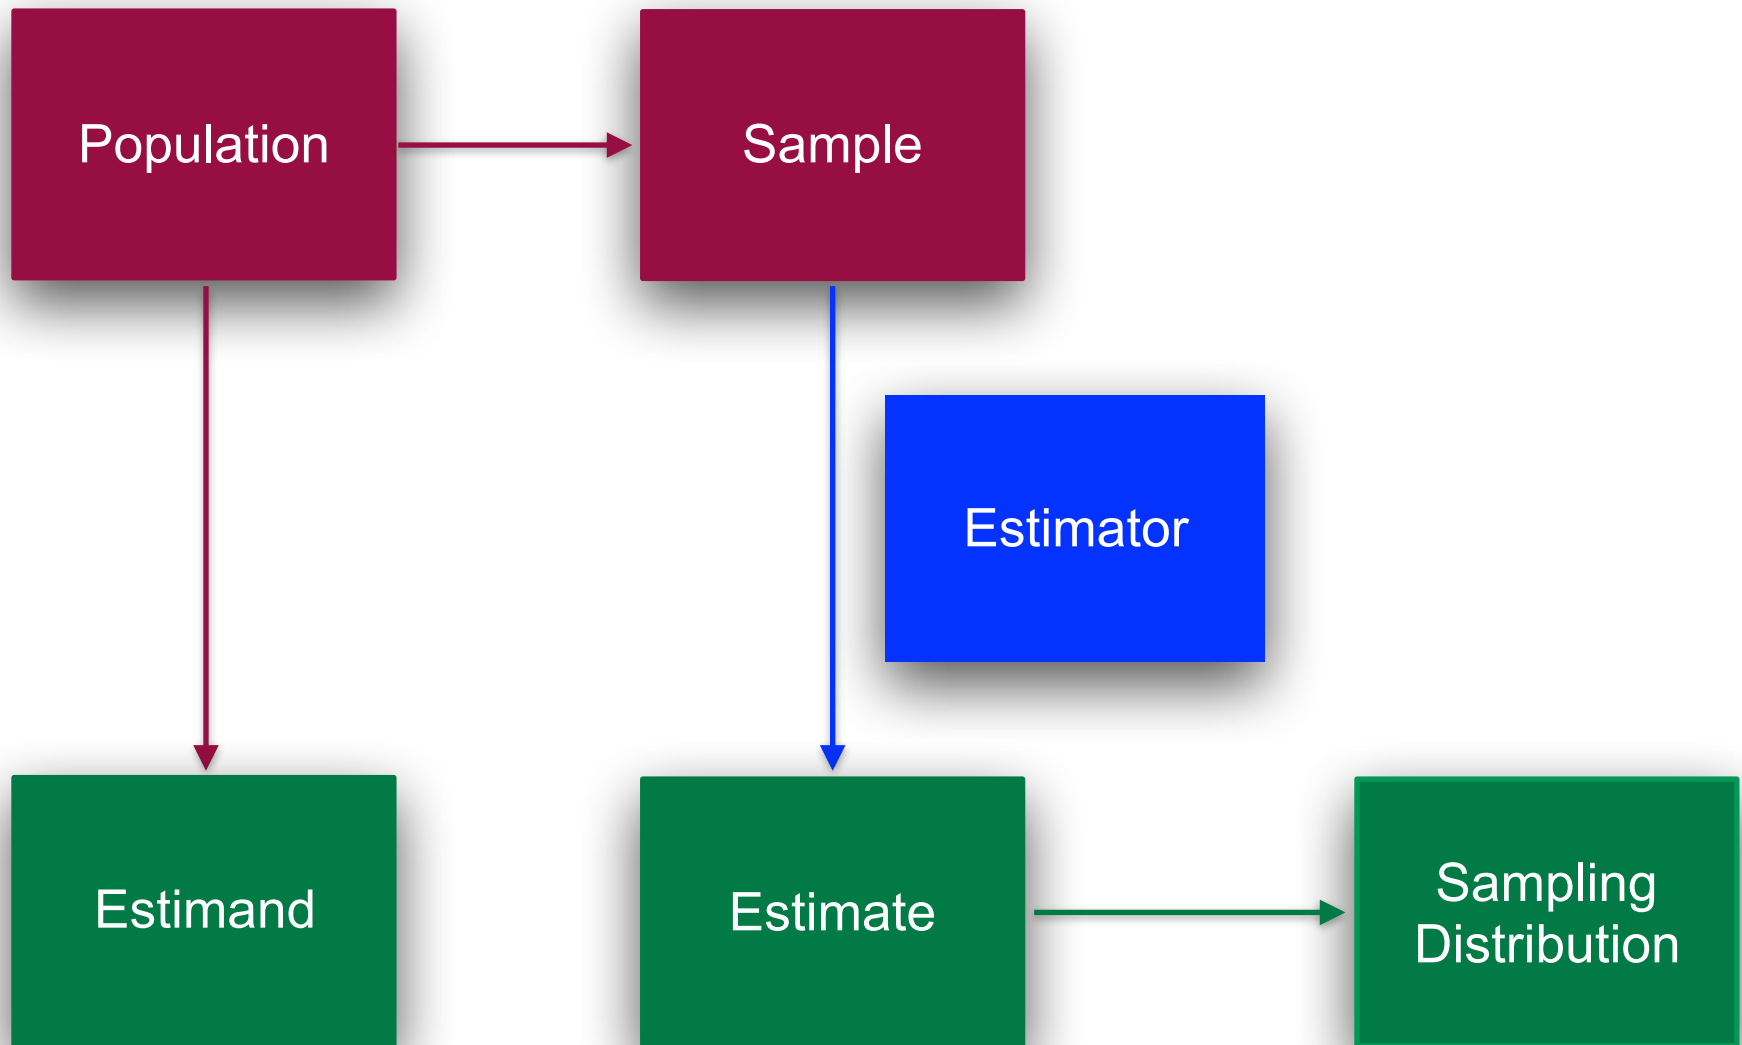 Population
Sample
Estimator
Estimand
Estimate
Sampling
Distribution